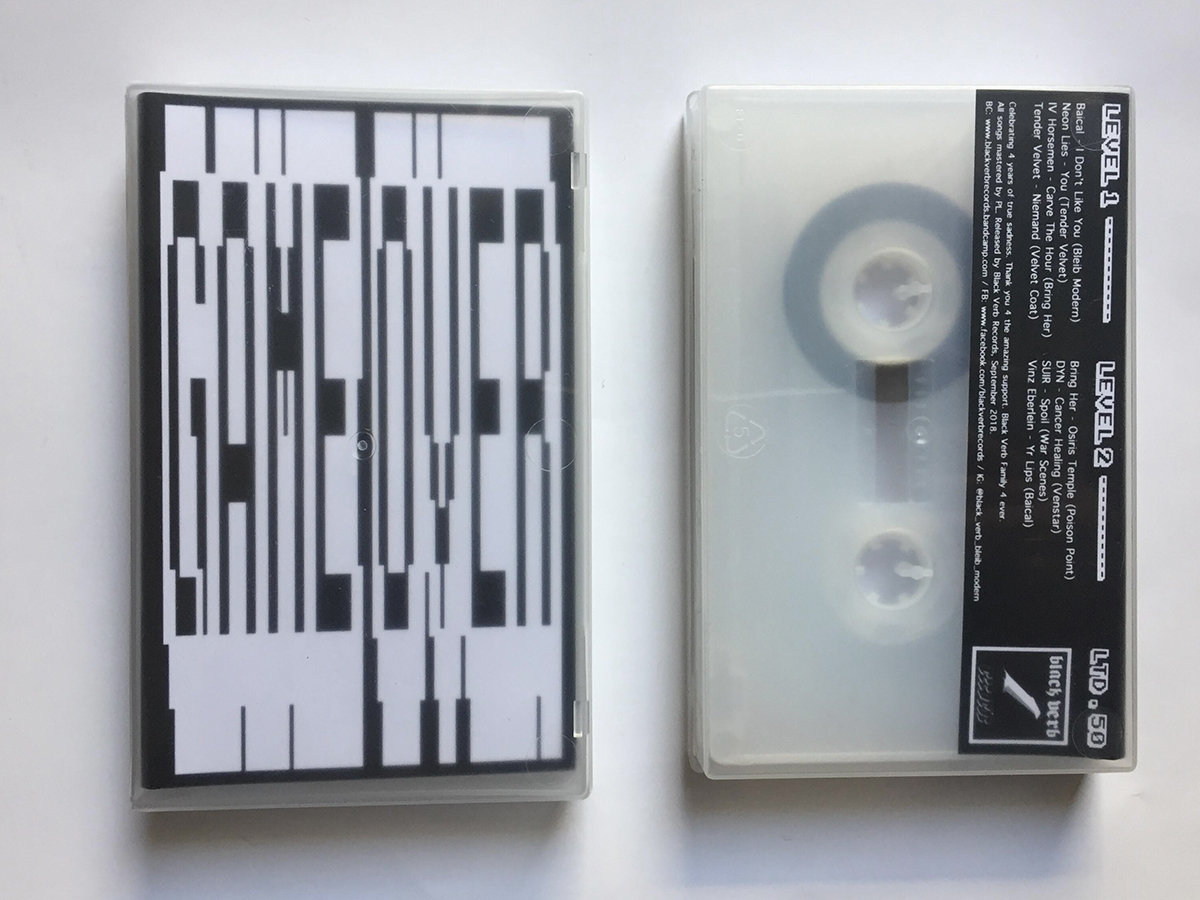 GAME OVER
LEVEL 1 -----------
Baical - I Don't Like You (Bleib Modern)
Neon Lies - You (Tender Velvet)
IV Horsemen - Carve The Hour (Bring Her)
Tender Velvet - Niemand (Velvet Coat)
LEVEL 2 -----------
Bring Her - Osiris Temple (Poison Point)
DYN - Cancer Healing (Venstar)
SUIR - Spoil (War Scenes)
Vinz Eberlein - Yr Lips (Baical)
LTD.50
black verb
Celebrating 4 years of true sadness. Thank you 4 the amazing support. Black Verb Family 4 ever.
All songs mastered by PL. Released by Black Verb Records, September 2018.
BC: www.blackverbrecords.bandcamp.com / FB: www.facebook.com/blackverbrecords / IG: @black_verb_bleib_modern
5